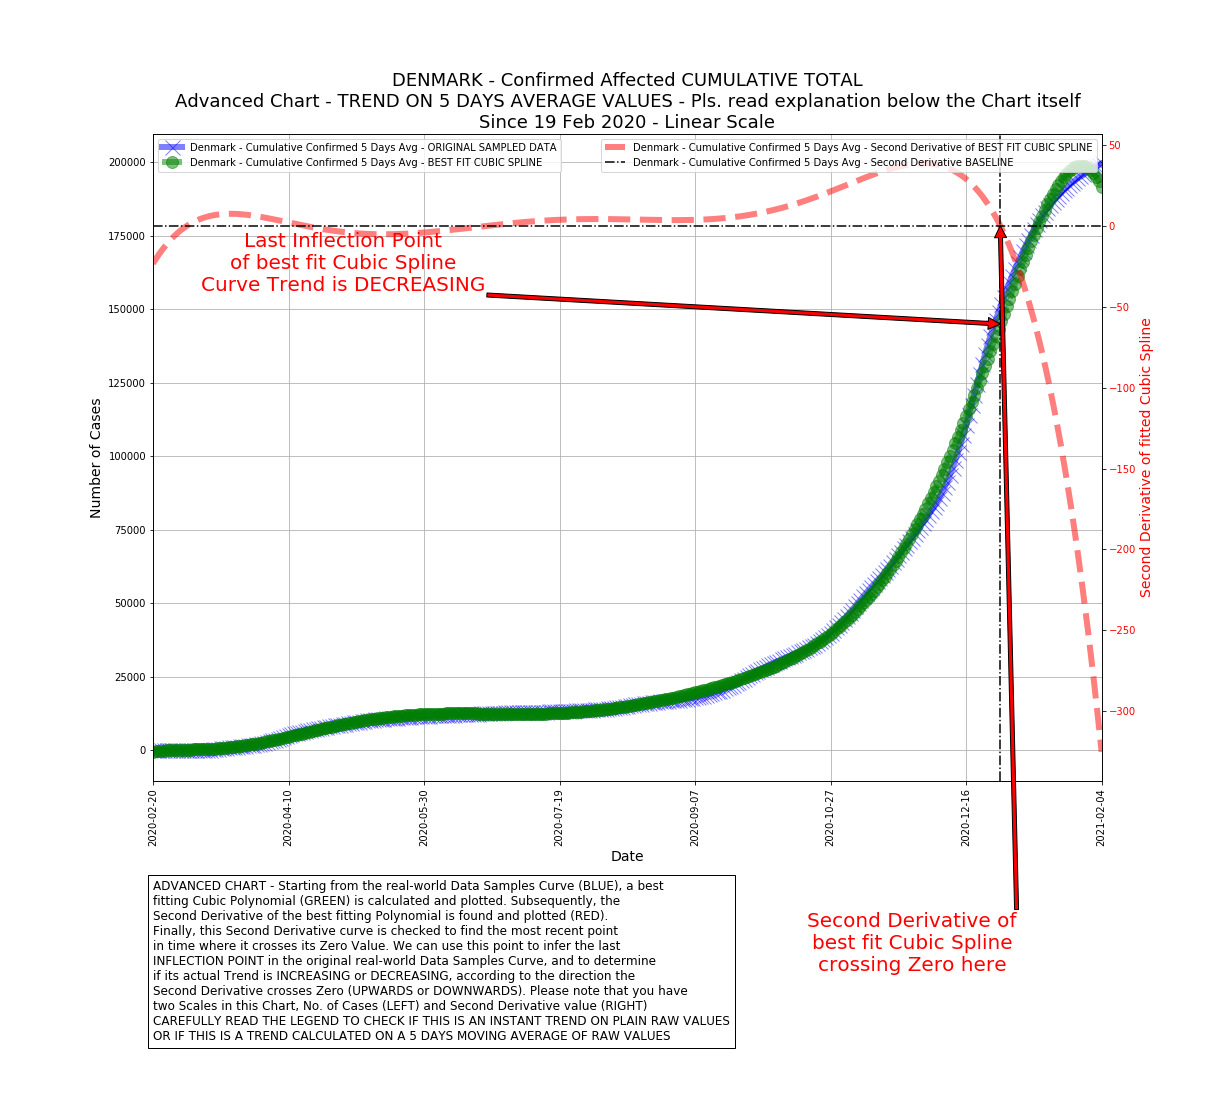 DENMARK - Confirmed Affected CUMULATIVE TOTAL
Advanced Chart - TREND ON 5 DAYS AVERAGE VALUES - Pls. read explanation below the Chart itself
Since 19 Feb 2020 - Linear Scale
Denmark - Cumulative Confirmed 5 Days Avg - ORIGINAL SAMPLED DATA
Denmark - Cumulative Confirmed 5 Days Avg - BEST FIT CUBIC SPLINE
Denmark - Cumulative Confirmed 5 Days Avg - Second Derivative of BEST FIT CUBIC SPLINE
Denmark - Cumulative Confirmed 5 Days Avg - Second Derivative BASELINE
200000
175000
150000
125000
100000
75000
50000
25000
0
Number of Cases
Last Inflection Point
of best fit Cubic Spline
Curve Trend is DECREASING
50
0
−50
−100
−150
−200
−250
−300
Second Derivative of fitted Cubic Spline
2020-02-20
2020-04-10
2020-05-30
2020-07-19
2020-09-07
2020-10-27
2020-12-16
2021-02-04
Date
ADVANCED CHART - Starting from the real-world Data Samples Curve (BLUE), a best
fitting Cubic Polynomial (GREEN) is calculated and plotted. Subsequently, the
Second Derivative of the best fitting Polynomial is found and plotted (RED).
Finally, this Second Derivative curve is checked to find the most recent point
in time where it crosses its Zero Value. We can use this point to infer the last
INFLECTION POINT in the original real-world Data Samples Curve, and to determine
if its actual Trend is INCREASING or DECREASING, according to the direction the
Second Derivative crosses Zero (UPWARDS or DOWNWARDS). Please note that you have
two Scales in this Chart, No. of Cases (LEFT) and Second Derivative value (RIGHT)
CAREFULLY READ THE LEGEND TO CHECK IF THIS IS AN INSTANT TREND ON PLAIN RAW VALUES
OR IF THIS IS A TREND CALCULATED ON A 5 DAYS MOVING AVERAGE OF RAW VALUES
Second Derivative of
best fit Cubic Spline
crossing Zero here